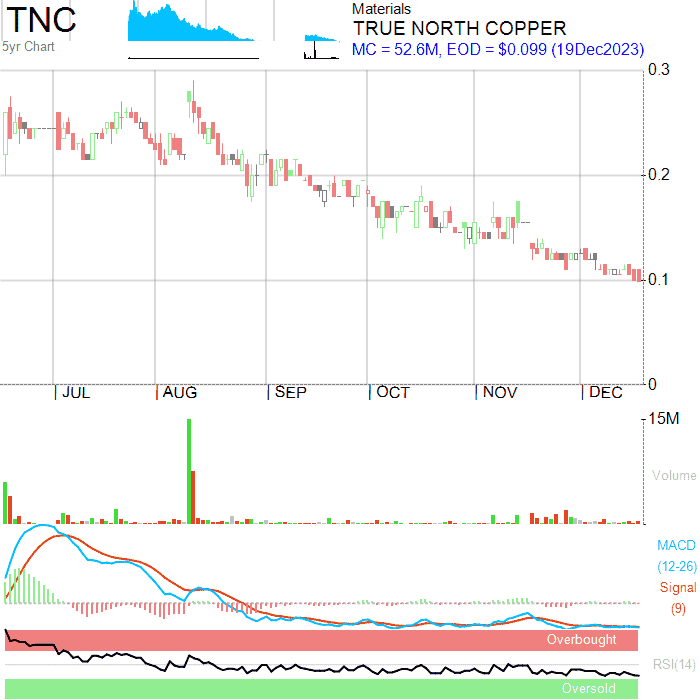 TNC
5yr Chart
Materials
TRUE NORTH COPPER
MC = 52.6M, EOD = $0.099 (19Dec2023)
0.3
0.2
0.1
0
JUL AUG SEP OCT NOV DEC
15M
Volume
MACD
(12-26)
Signal
(9)
Overbought
RSI(14)
Oversold